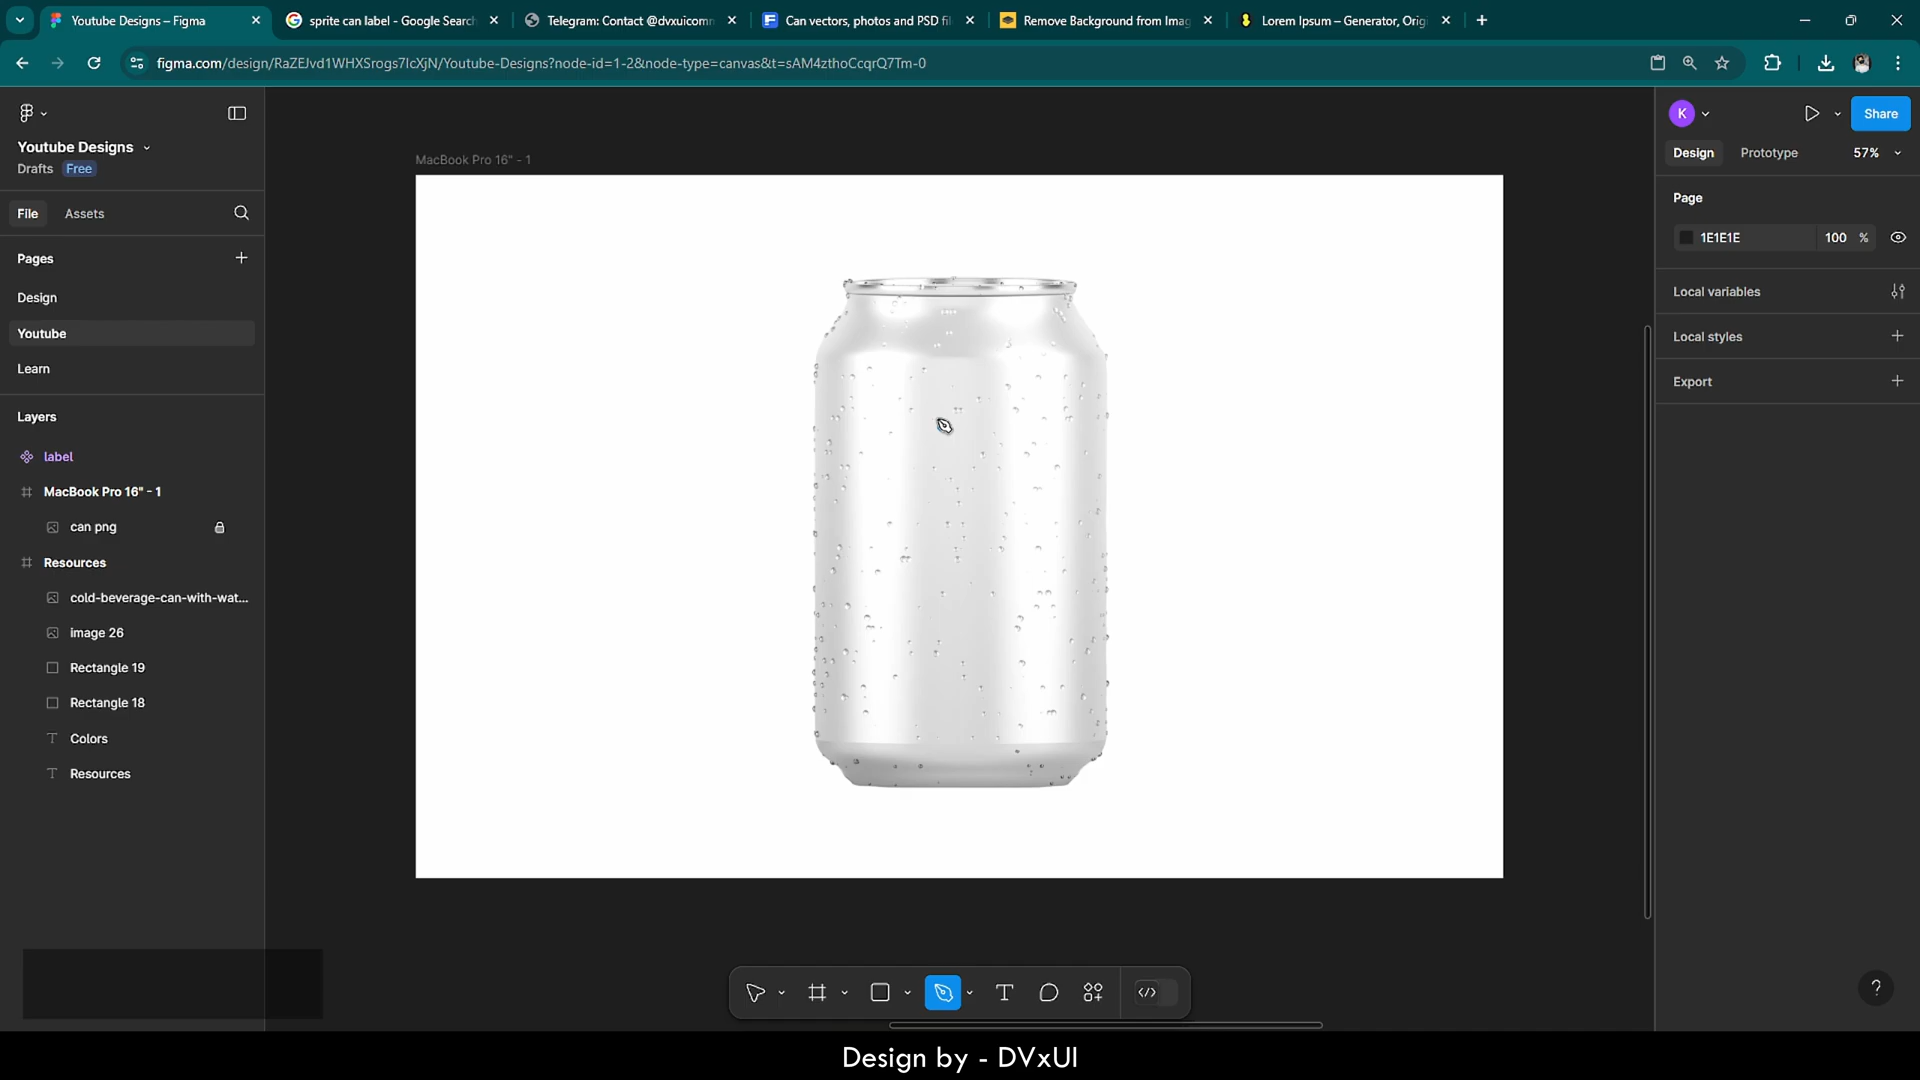 Youtube Designs – Figma
sprite can label - Google Search
Telegram: Contact @dvxuicomn
Can vectors, photos and PSD fil
Remove Background from Imag
Lorem Ipsum – Generator, Orig
figma.com/design/RaZEJvd1WHXSrogs7IcXjN/Youtube-Designs?node-id=1-2&node-type=canvas&t=sAM4zthoCcqrQ7Tm-0
Youtube Designs
Drafts Free
File Assets
Pages
Design
Youtube
Learn
Layers
label
MacBook Pro 16" - 1
can png
Resources
cold-beverage-can-with-wat...
image 26
Rectangle 19
Rectangle 18
Colors
Resources
MacBook Pro 16" - 1
K
Share
Design Prototype 57%
Page
1E1E1E 100 %
Local variables
Local styles
Export
?
Design by - DVxUI